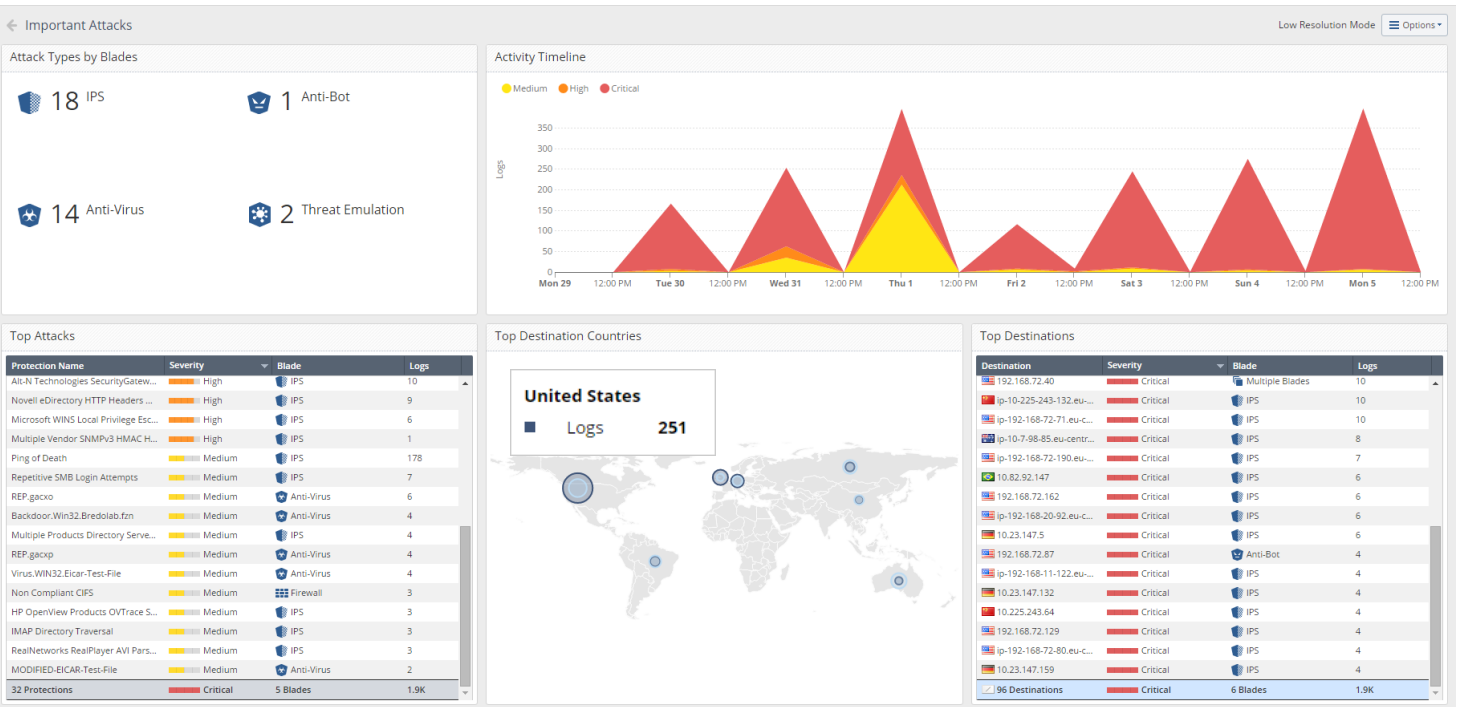 Important Attacks
Low Resolution Mode
Options
Attack Types by Blades
18 IPS
1 Anti-Bot
14 Anti-Virus
2 Threat Emulation
Activity Timeline
Medium High Critical
Logs
350
300
250
200
150
100
50
0
Mon 29 12:00 PM Tue 30 12:00 PM Wed 31 12:00 PM Thu 1 12:00 PM Fri 2 12:00 PM Sat 3 12:00 PM Sun 4 12:00 PM Mon 5 12:00 PM
Top Attacks
Protection Name Severity Blade Logs
Alt-N Technologies SecurityGatew... High IPS 10
Novell eDirectory HTTP Headers ... High IPS 9
Microsoft WINS Local Privilege Esc... High IPS 6
Multiple Vendor SNMPv3 HMAC H... High IPS 1
Ping of Death Medium IPS 178
Repetitive SMB Login Attempts Medium IPS 7
REP.gacxo Medium Anti-Virus 6
Backdoor.Win32.Bredolab.fzn Medium Anti-Virus 4
Multiple Products Directory Serve... Medium IPS 4
REP.gacxp Medium Anti-Virus 4
Virus.WIN32.Eicar-Test-File Medium Anti-Virus 4
Non Compliant CIFS Medium Firewall 3
HP OpenView Products OVTrace S... Medium IPS 3
IMAP Directory Traversal Medium IPS 3
RealNetworks RealPlayer AVI Pars... Medium IPS 3
MODIFIED-EICAR-Test-File Medium Anti-Virus 2
32 Protections Critical 5 Blades 1.9K
Top Destination Countries
United States
Logs 251
Top Destinations
Destination Severity Blade Logs
192.168.72.40 Critical Multiple Blades 10
ip-10-225-243-132.eu-... Critical IPS 10
ip-192-168-72-71.eu-c... Critical IPS 10
ip-10-7-98-85.eu-centr... Critical IPS 8
ip-192-168-72-190.eu-... Critical IPS 7
10.82.92.147 Critical IPS 6
192.168.72.162 Critical IPS 6
ip-192-168-20-92.eu-c... Critical IPS 6
10.23.147.5 Critical IPS 6
192.168.72.87 Critical Anti-Bot 4
ip-192-168-11-122.eu-... Critical IPS 4
10.23.147.132 Critical IPS 4
10.225.243.64 Critical IPS 4
192.168.72.129 Critical IPS 4
ip-192-168-72-80.eu-c... Critical IPS 4
10.23.147.159 Critical IPS 4
96 Destinations Critical 6 Blades 1.9K